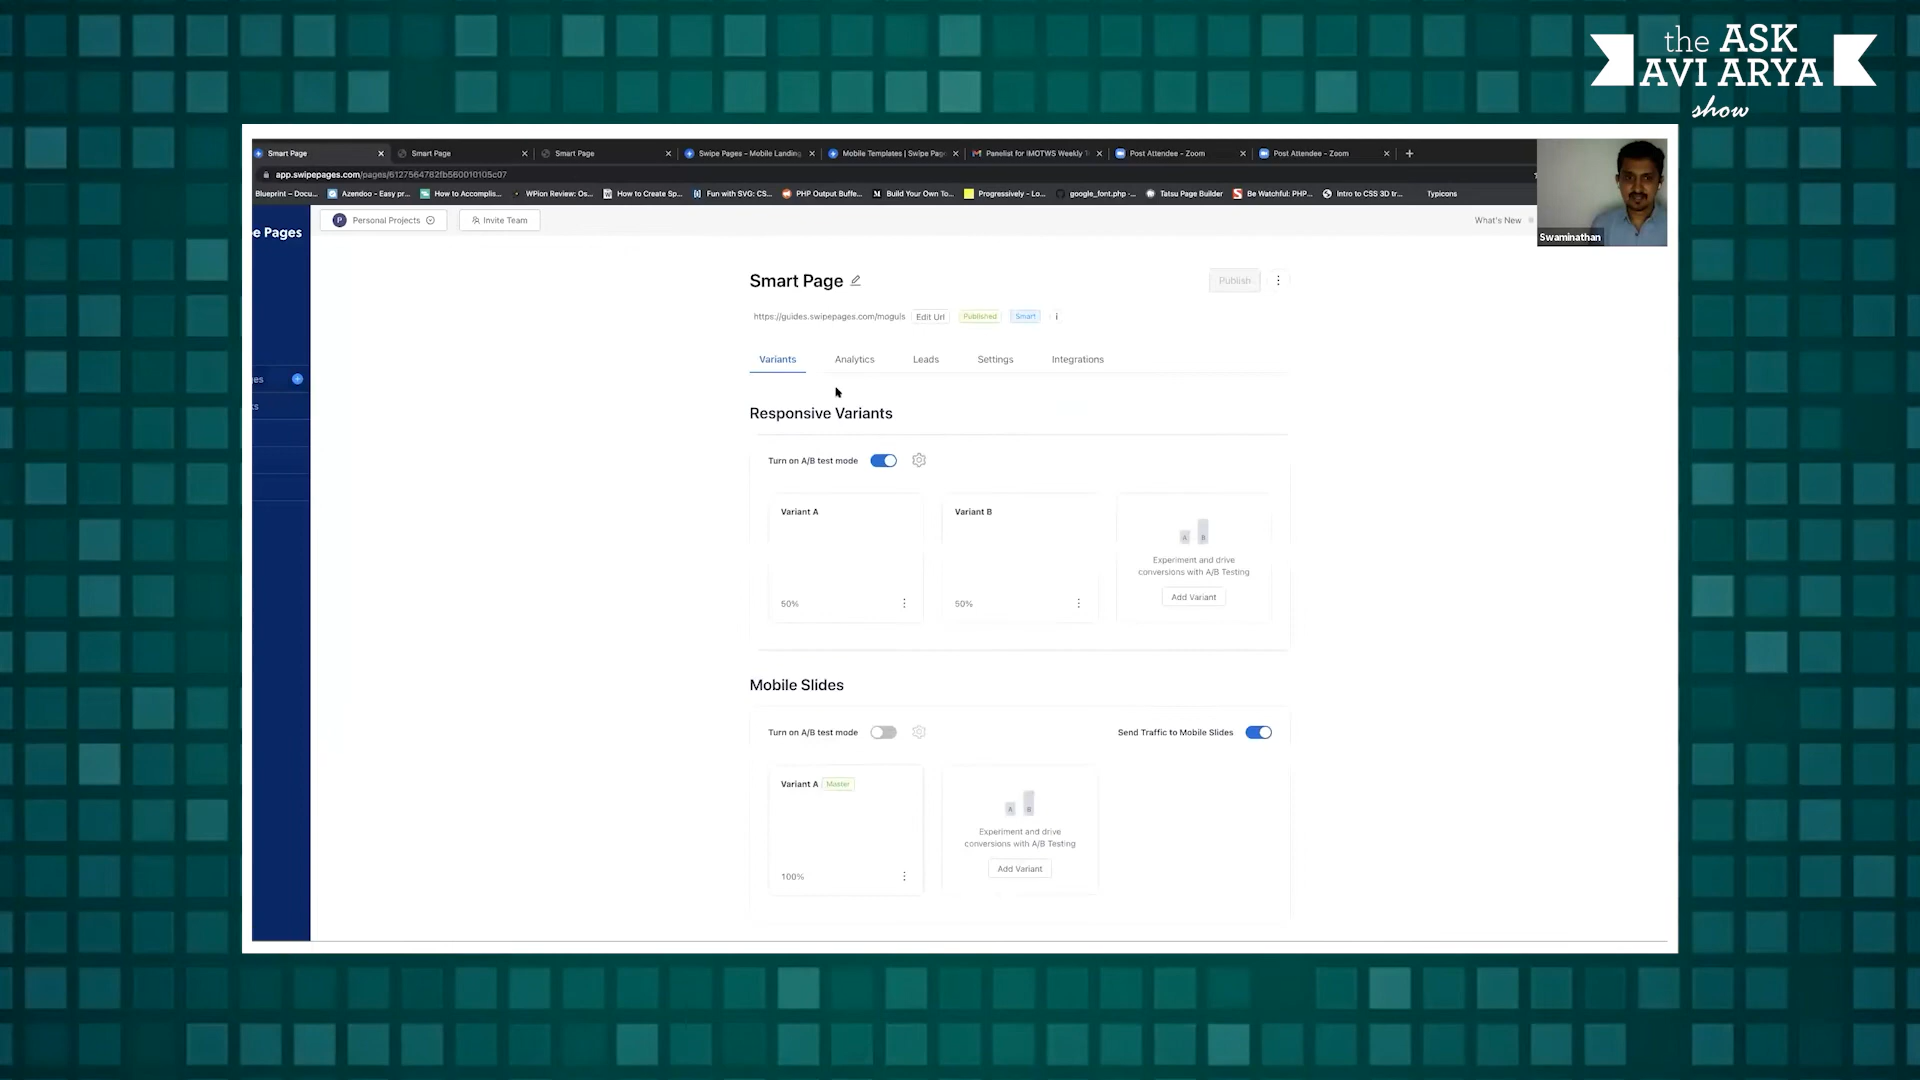 the ASK
AVI ARYA
show
Smart Page
Smart Page
Smart Page
Swipe Pages - Mobile Landing
Mobile Templates | Swipe Page
Panelist for IMOTWS Weekly T
Post Attendee - Zoom
Post Attendee - Zoom
app.swipepages.com/pages/6127564782fb560010105c07
Blueprint – Docu...
Azendoo - Easy pr...
How to Accomplis...
WPion Review: Os...
How to Create Sp...
Fun with SVG: CS...
PHP Output Buffe...
Build Your Own To...
Progressively - Lo...
google_font.php -...
Tatsu Page Builder
Be Watchful: PHP...
Intro to CSS 3D tr...
Typicons
Swaminathan
e Pages
P Personal Projects
Invite Team
What's New
es
ks
Smart Page
Publish
https://guides.swipepages.com/moguls
Edit Url
Published
Smart
i
Variants
Analytics
Leads
Settings
Integrations
Responsive Variants
Turn on A/B test mode
Variant A
50%
Variant B
50%
A B
Experiment and drive
conversions with A/B Testing
Add Variant
Mobile Slides
Turn on A/B test mode
Send Traffic to Mobile Slides
Variant A Master
100%
A B
Experiment and drive
conversions with A/B Testing
Add Variant